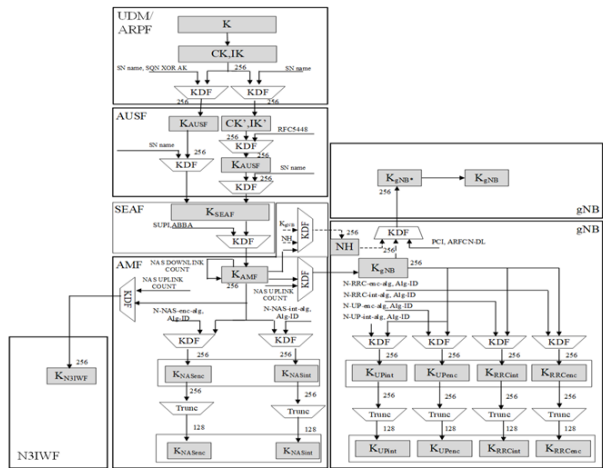 UDM/
ARPF
K
CK,IK
SN name, SQN XOR AK
256
SN name
KDF
KDF
256
256
AUSF
KAUSF
CK',IK'
RFC5448
256
KDF
SN name
256
KAUSF
SN name
KDF
256
KDF
256
KgNB*
KgNB
gNB
SEAF
KSEAF
SUPI,ABBA
256
KDF
KgNB
NH
KDF
256
NH
KDF
gNB
PCI, ARFCN-DL
AMF
NAS DOWNLINK
COUNT
256
KAMF
256
KDF
KgNB
256
NAS UPLINK
COUNT
NAS UPLINK
COUNT
KDF
N-NAS-enc-alg,
Alg-ID
N-NAS-int-alg,
Alg-ID
N-RRC-enc-alg, Alg-ID
N-RRC-int-alg, Alg-ID
N-UP-enc-alg, Alg-ID
N-UP-int-alg, Alg-ID
KDF
KDF
KDF
KDF
KDF
KDF
256
256
256
256
256
256
256
KN3IWF
KNASenc
KNASint
KUPint
KUPenc
KRRCint
KRRCenc
256
256
256
256
256
256
Trunc
Trunc
Trunc
Trunc
Trunc
Trunc
128
128
128
128
128
128
KNASenc
KNASint
KUPint
KUPenc
KRRCint
KRRCenc
N3IWF